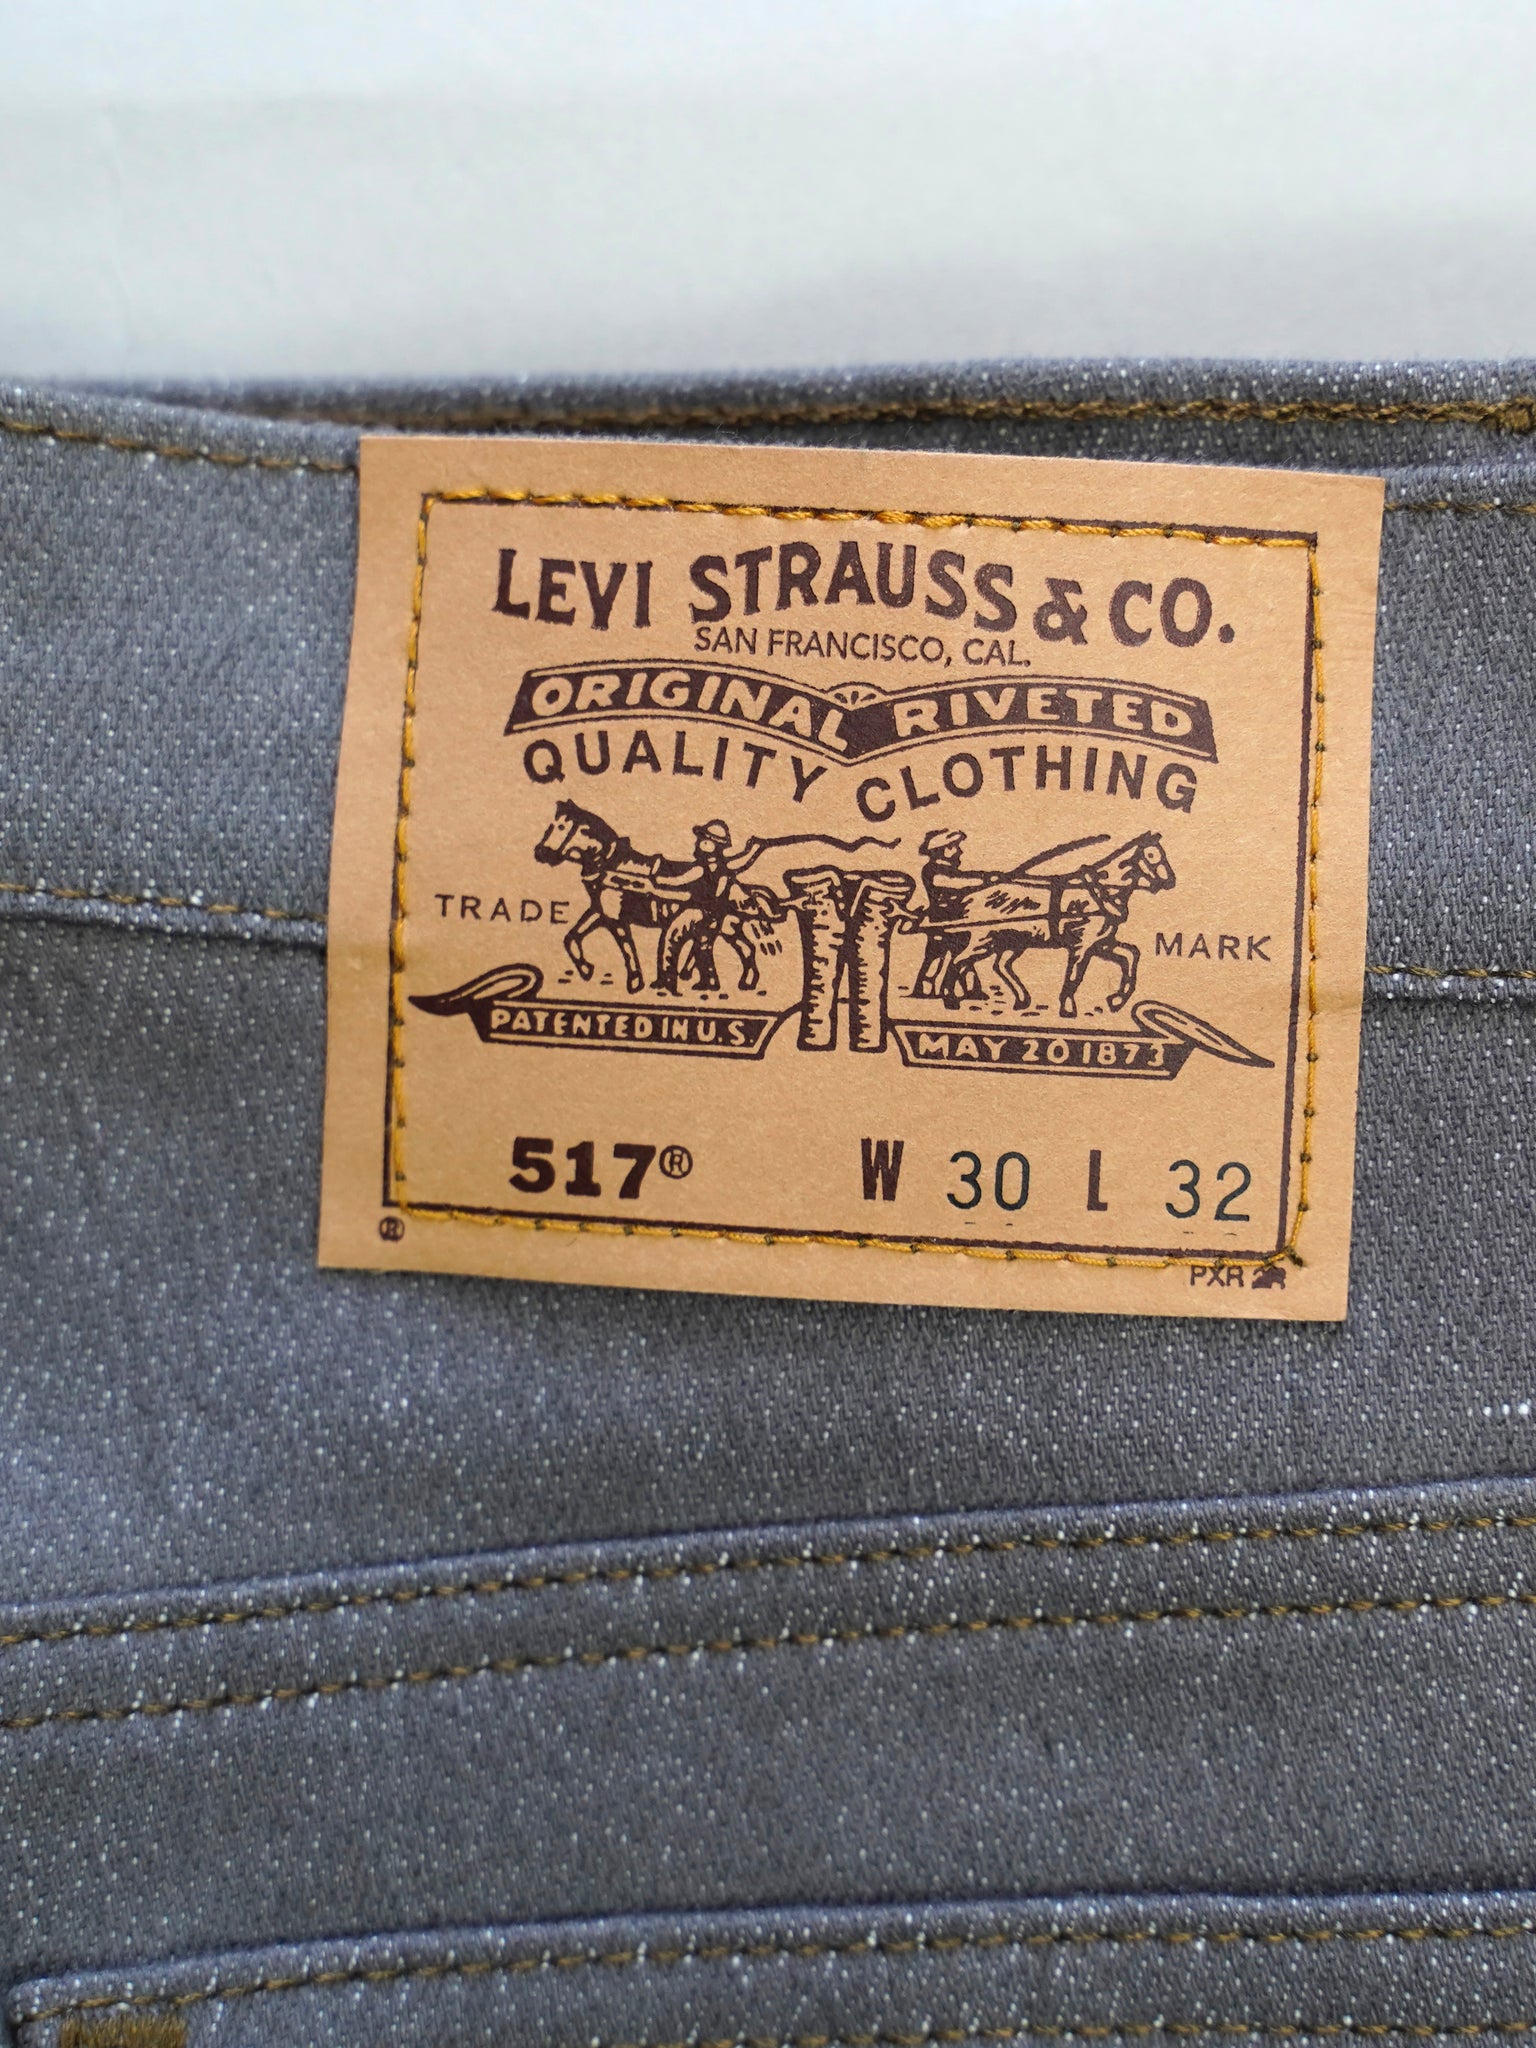 LEVI STRAUSS & CO.
SAN FRANCISCO, CAL.
ORIGINAL RIVETED
QUALITY CLOTHING
TRADE MARK
PATENTED IN U.S. MAY 20 1873
517® W 30 L 32
®
PXR